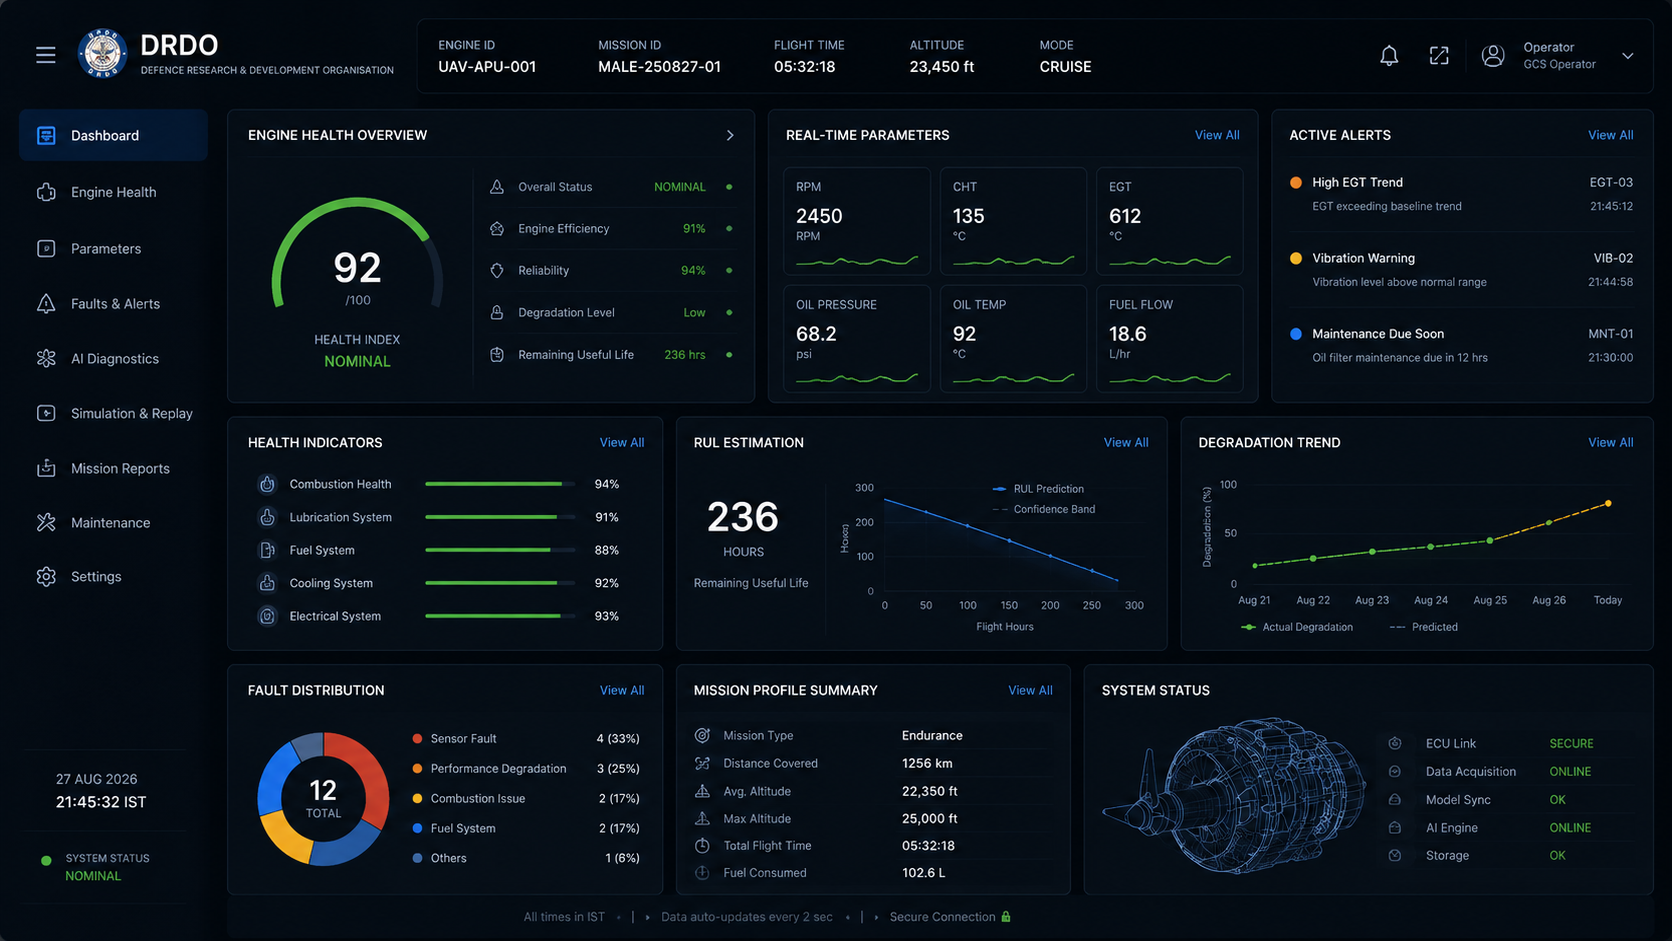 DRDO
DEFENCE RESEARCH & DEVELOPMENT ORGANISATION
ENGINE ID
UAV-APU-001
MISSION ID
MALE-250827-01
FLIGHT TIME
05:32:18
ALTITUDE
23,450 ft
MODE
CRUISE
Operator
GCS Operator
Dashboard
Engine Health
Parameters
Faults & Alerts
AI Diagnostics
Simulation & Replay
Mission Reports
Maintenance
Settings
27 AUG 2026
21:45:32 IST
SYSTEM STATUS
NOMINAL
ENGINE HEALTH OVERVIEW
92
/100
HEALTH INDEX
NOMINAL
Overall Status NOMINAL
Engine Efficiency 91%
Reliability 94%
Degradation Level Low
Remaining Useful Life 236 hrs
REAL-TIME PARAMETERS View All
RPM
2450
RPM
CHT
135
°C
EGT
612
°C
OIL PRESSURE
68.2
psi
OIL TEMP
92
°C
FUEL FLOW
18.6
L/hr
ACTIVE ALERTS View All
High EGT Trend EGT-03
EGT exceeding baseline trend 21:45:12
Vibration Warning VIB-02
Vibration level above normal range 21:44:58
Maintenance Due Soon MNT-01
Oil filter maintenance due in 12 hrs 21:30:00
HEALTH INDICATORS View All
Combustion Health 94%
Lubrication System 91%
Fuel System 88%
Cooling System 92%
Electrical System 93%
RUL ESTIMATION View All
236
HOURS
Remaining Useful Life
RUL Prediction
Confidence Band
300
200
100
0
0 50 100 150 200 250 300
Flight Hours
DEGRADATION TREND View All
Degradation (%)
100
50
0
Aug 21 Aug 22 Aug 23 Aug 24 Aug 25 Aug 26 Today
Actual Degradation Predicted
FAULT DISTRIBUTION View All
12
TOTAL
Sensor Fault 4 (33%)
Performance Degradation 3 (25%)
Combustion Issue 2 (17%)
Fuel System 2 (17%)
Others 1 (6%)
MISSION PROFILE SUMMARY View All
Mission Type Endurance
Distance Covered 1256 km
Avg. Altitude 22,350 ft
Max Altitude 25,000 ft
Total Flight Time 05:32:18
Fuel Consumed 102.6 L
SYSTEM STATUS
ECU Link SECURE
Data Acquisition ONLINE
Model Sync OK
AI Engine ONLINE
Storage OK
All times in IST | Data auto-updates every 2 sec | Secure Connection